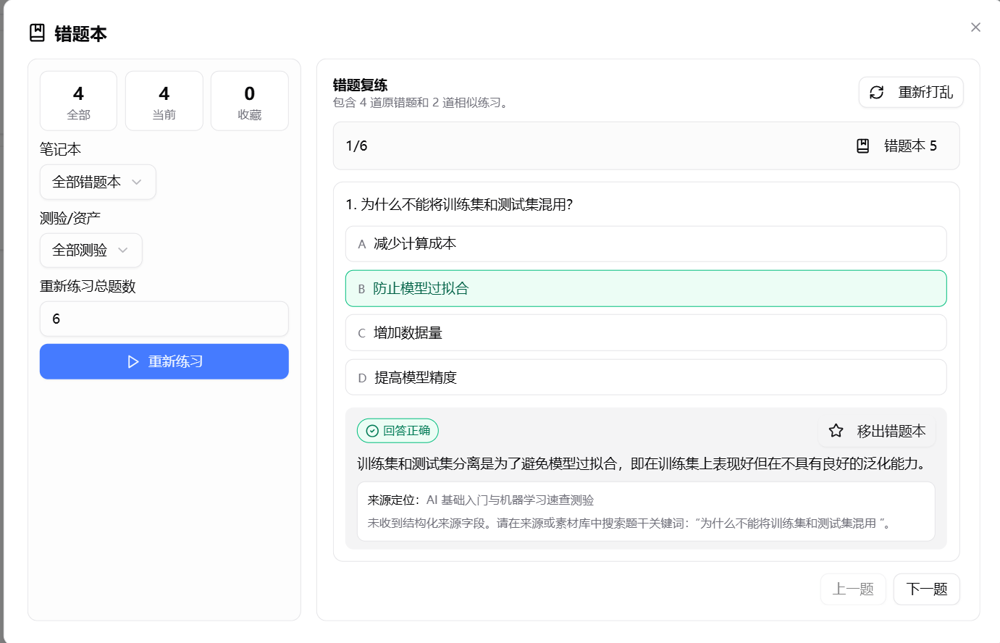 错题本
4
全部
4
当前
0
收藏
笔记本
全部错题本
测验/资产
全部测验
重新练习总题数
6
重新练习
错题复练
包含 4 道原错题和 2 道相似练习。
重新打乱
1/6
错题本 5
1. 为什么不能将训练集和测试集混用?
A 减少计算成本
B 防止模型过拟合
C 增加数据量
D 提高模型精度
回答正确
移出错题本
训练集和测试集分离是为了避免模型过拟合，即在训练集上表现好但在不具有良好的泛化能力。
来源定位：AI 基础入门与机器学习速查测验
未收到结构化来源字段。请在来源或素材库中搜索题干关键词：“为什么不能将训练集和测试集混用 ”。
上一题
下一题